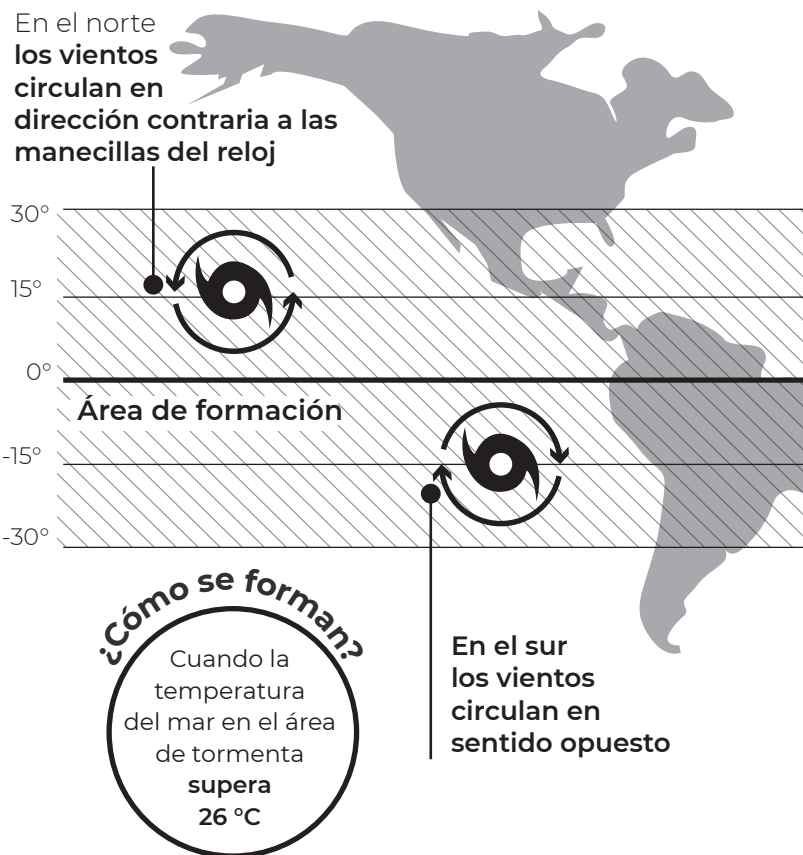 En el norte
los vientos
circulan en
dirección contraria a las
manecillas del reloj
30°
15°
0°
Área de formación
-15°
-30°
¿Cómo se forman?
Cuando la
temperatura
del mar en el área
de tormenta
supera
26 °C
En el sur
los vientos
circulan en
sentido opuesto